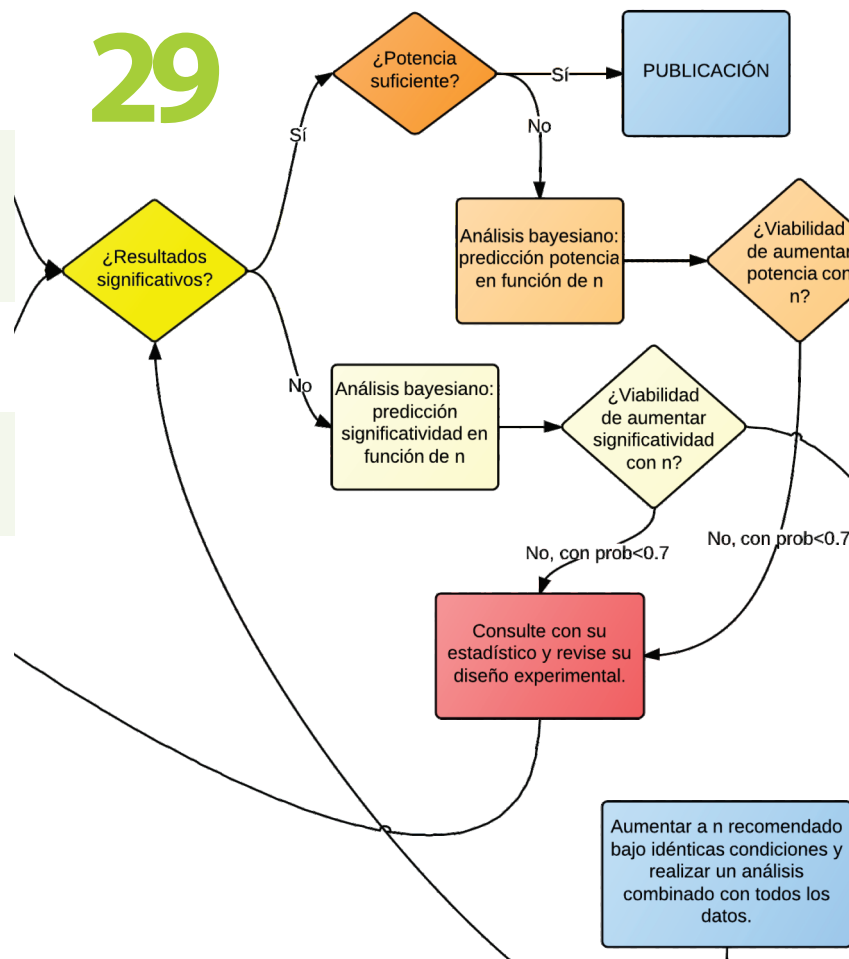 29
¿Potencia
suficiente?
Sí
PUBLICACIÓN
Sí
No
¿Resultados
significativos?
Análisis bayesiano:
predicción potencia
en función de n
¿Viabilidad
de aumentar
potencia con
n?
No
Análisis bayesiano:
predicción
significatividad en
función de n
¿Viabilidad
de aumentar
significatividad
con n?
No, con prob<0.7
No, con prob<0.7
Consulte con su
estadístico y revise su
diseño experimental.
Aumentar a n recomendado
bajo idénticas condiciones y
realizar un análisis
combinado con todos los
datos.